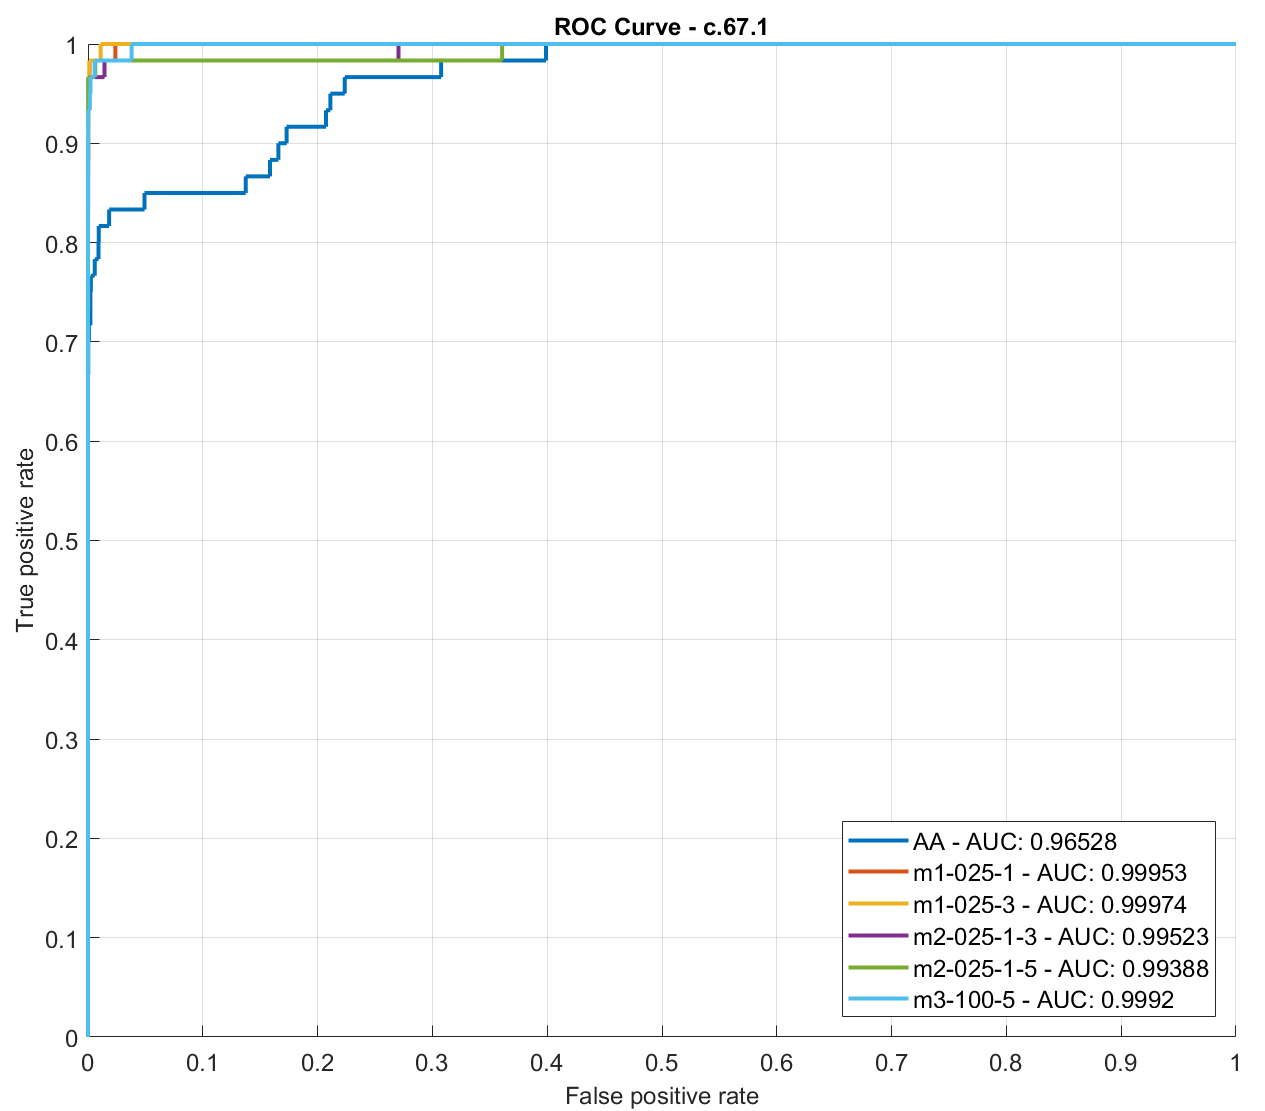 ROC Curve - c.67.1
1
0.9
0.8
0.7
0.6
0.5
0.4
0.3
0.2
0.1
0
True positive rate
AA - AUC: 0.96528
m1-025-1 - AUC: 0.99953
m1-025-3 - AUC: 0.99974
m2-025-1-3 - AUC: 0.99523
m2-025-1-5 - AUC: 0.99388
m3-100-5 - AUC: 0.9992
0 0.1 0.2 0.3 0.4 0.5 0.6 0.7 0.8 0.9 1
False positive rate